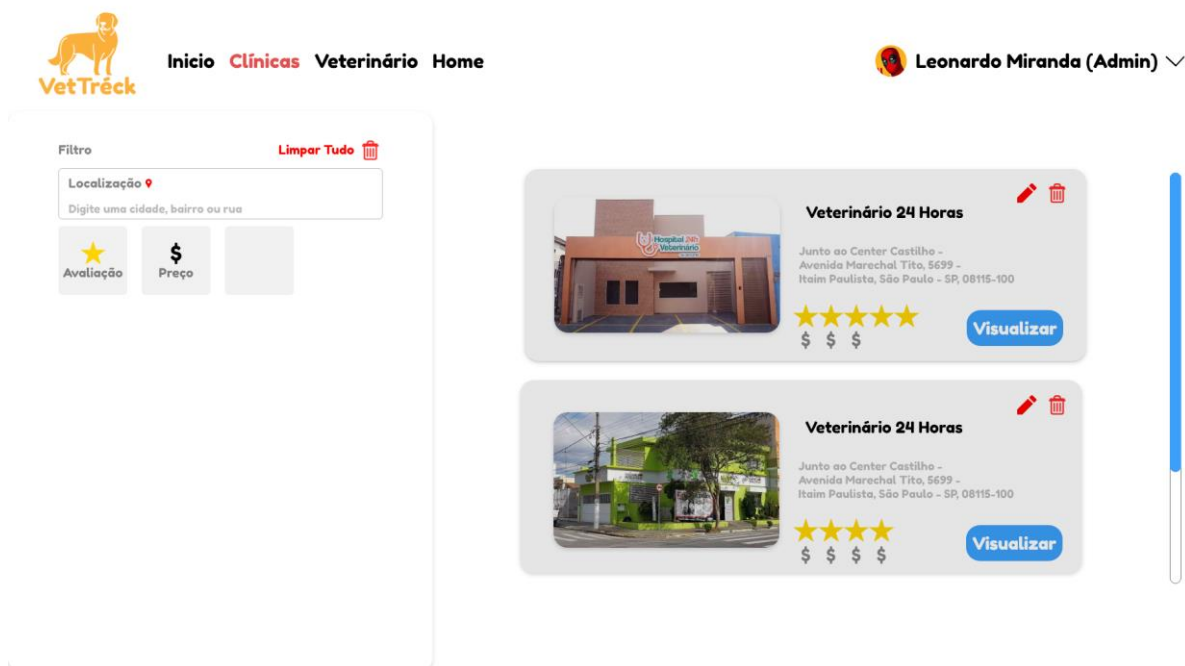 VetTréck
Inicio Clínicas Veterinário Home
Leonardo Miranda (Admin)
Filtro
Limpar Tudo
Localização
Digite uma cidade, bairro ou rua
Avaliação
$
Preço
Hospital 24h
Veterinário
Veterinário 24 Horas
Junto ao Center Castilho -
Avenida Marechal Tito, 5699 -
Itaim Paulista, São Paulo - SP, 08115-100
$ $ $
Visualizar
Veterinário 24 Horas
Junto ao Center Castilho -
Avenida Marechal Tito, 5699 -
Itaim Paulista, São Paulo - SP, 08115-100
$ $ $ $
Visualizar